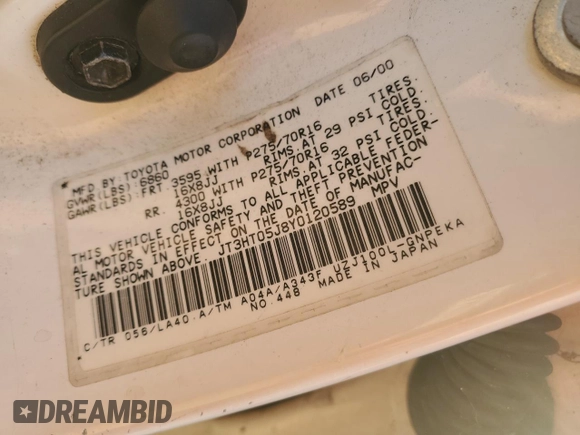 MFD BY: TOYOTA MOTOR CORPORATION DATE 06/00
GVWR(LBS): 6860
GAWR(LBS): FRT. 3595 WITH P275/70R16 TIRES.
16X8JJ RIMS. AT 29 PSI COLD.
RR. 4300 WITH P275/70R16 TIRES.
16X8JJ RIMS. AT 32 PSI COLD.
THIS VEHICLE CONFORMS TO ALL APPLICABLE FEDER-
AL MOTOR VEHICLE SAFETY AND THEFT PREVENTION
STANDARDS IN EFFECT ON THE DATE OF MANUFAC-
TURE SHOWN ABOVE. JT3HT05J8Y0120589 MPV
C/TR 056/LA40. A/TM A04A/A343F UZJ100L-GNPEKA
NO. 448 MADE IN JAPAN
DREAMBID